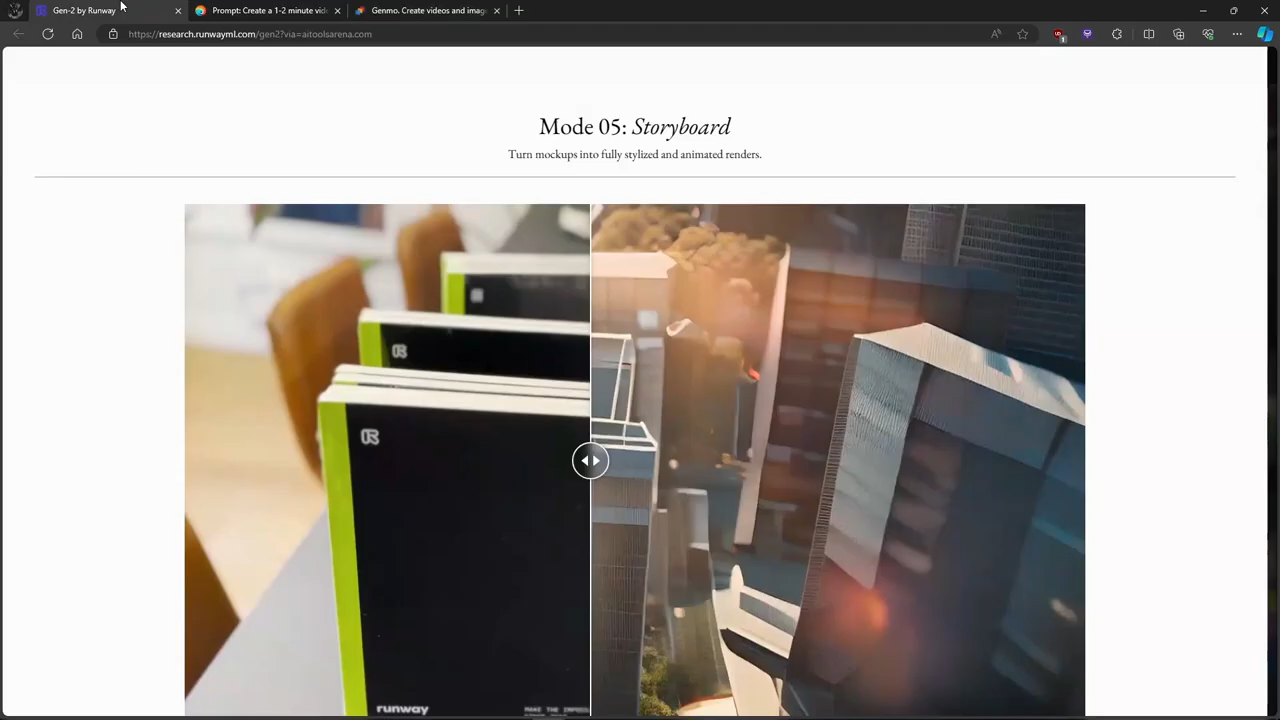 Gen-2 by Runway
Prompt: Create a 1-2 minute vid
Genmo. Create videos and imag
https://research.runwayml.com/gen2?via=aitoolsarena.com
1
Mode 05: Storyboard
Turn mockups into fully stylized and animated renders.
runway